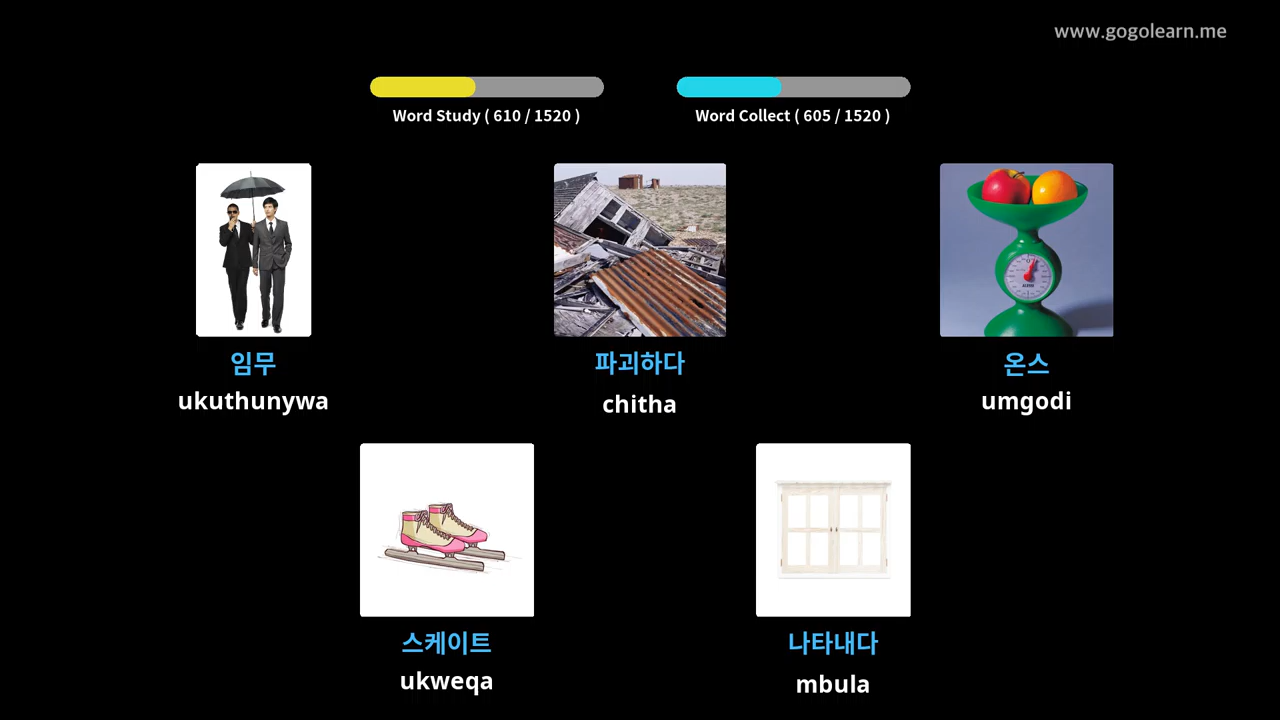 www.gogolearn.me
Word Study ( 610 / 1520 )
Word Collect ( 605 / 1520 )
임무
ukuthunywa
파괴하다
chitha
온스
umgodi
스케이트
ukweqa
나타내다
mbula